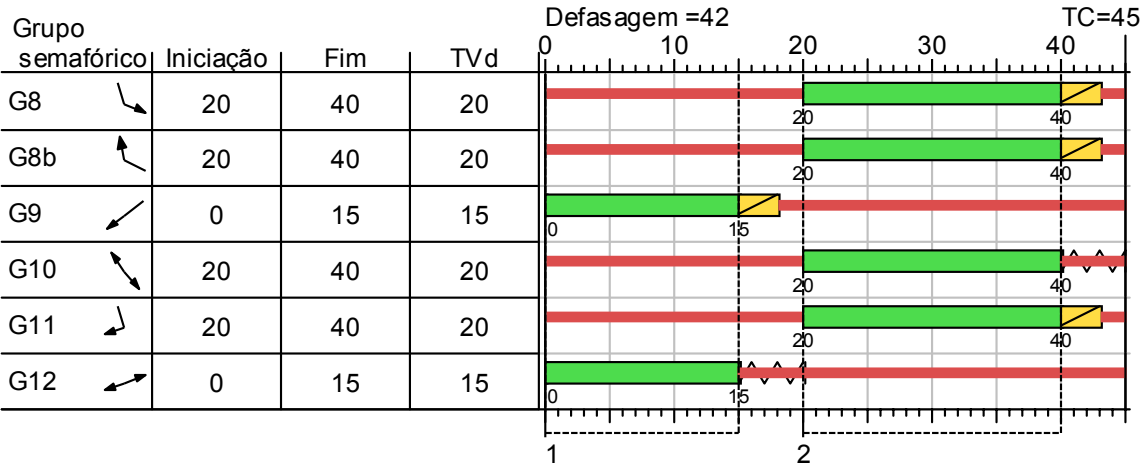 Defasagem =42 TC=45
Grupo
semafórico Iniciação Fim TVd
0 10 20 30 40
G8 20 40 20
20 40
G8b 20 40 20
20 40
G9 0 15 15
0 15
G10 20 40 20
20 40
G11 20 40 20
20 40
G12 0 15 15
0 15
1 2